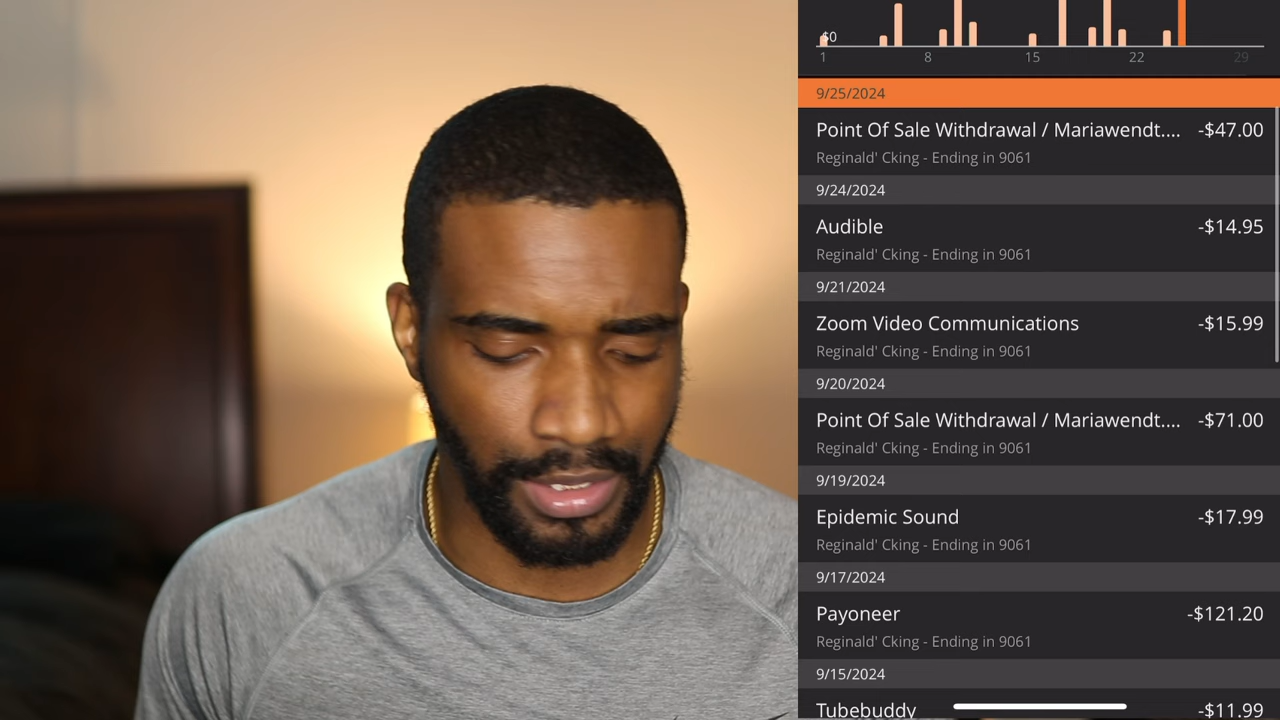 $0
1 8 15 22 29
9/25/2024
Point Of Sale Withdrawal / Mariawendt.... -$47.00
Reginald' Cking - Ending in 9061
9/24/2024
Audible -$14.95
Reginald' Cking - Ending in 9061
9/21/2024
Zoom Video Communications -$15.99
Reginald' Cking - Ending in 9061
9/20/2024
Point Of Sale Withdrawal / Mariawendt.... -$71.00
Reginald' Cking - Ending in 9061
9/19/2024
Epidemic Sound -$17.99
Reginald' Cking - Ending in 9061
9/17/2024
Payoneer -$121.20
Reginald' Cking - Ending in 9061
9/15/2024
Tubebuddy -$11.99